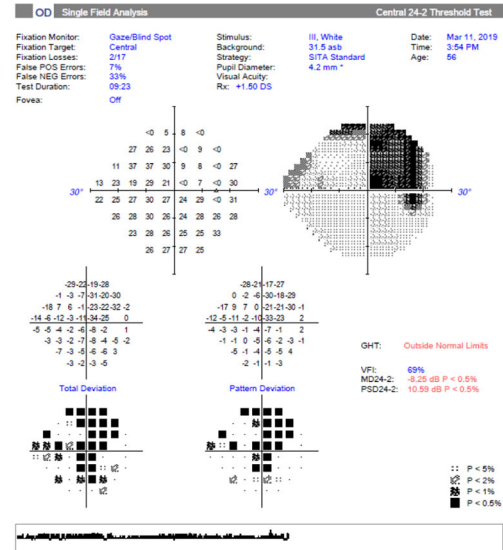 OD Single Field Analysis Central 24-2 Threshold Test
Fixation Monitor: Gaze/Blind Spot Stimulus: III, White Date: Mar 11, 2019
Fixation Target: Central Background: 31.5 asb Time: 3:54 PM
Fixation Losses: 2/17 Strategy: SITA Standard Age: 56
False POS Errors: 7% Pupil Diameter: 4.2 mm *
False NEG Errors: 33% Visual Acuity:
Test Duration: 09:23 Rx: +1.50 DS
Fovea: Off
<0 5 8 <0
27 26 23 <0 9 <0
11 37 37 30 9 8 <0 27
13 23 19 29 21 <0 7 <0 30
30° 30° 30°
22 25 27 30 27 24 29 <0 31
26 28 30 26 24 28 26 28
23 28 26 25 25 33
26 27 27 25
-29 -22 -19 -28 -28 -21 -17 -27
-1 -3 -7 -31 -20 -30 0 -2 -6 -30 -18 -29
-18 7 6 -1 -23 -22 -32 -2 -17 9 7 0 -21 -21 -30 -1
-14 -6 -12 -3 -11 -34 -25 0 -12 -5 -11 -2 -10 -33 -23 2
-5 -5 -4 -2 -6 -8 -2 1 -4 -3 -3 -1 -4 -7 -1 2
-3 -3 -2 -7 -8 -4 -5 -2 -1 -1 0 -5 -6 -2 -3 -1
-7 -3 -5 -6 -6 3 -5 -1 -4 -5 -5 4
-3 -2 -3 -5 -1 -1 -1 -3
GHT: Outside Normal Limits
VFI: 69%
MD24-2: -8.25 dB P < 0.5%
PSD24-2: 10.59 dB P < 0.5%
Total Deviation Pattern Deviation
P < 5%
P < 2%
P < 1%
P < 0.5%